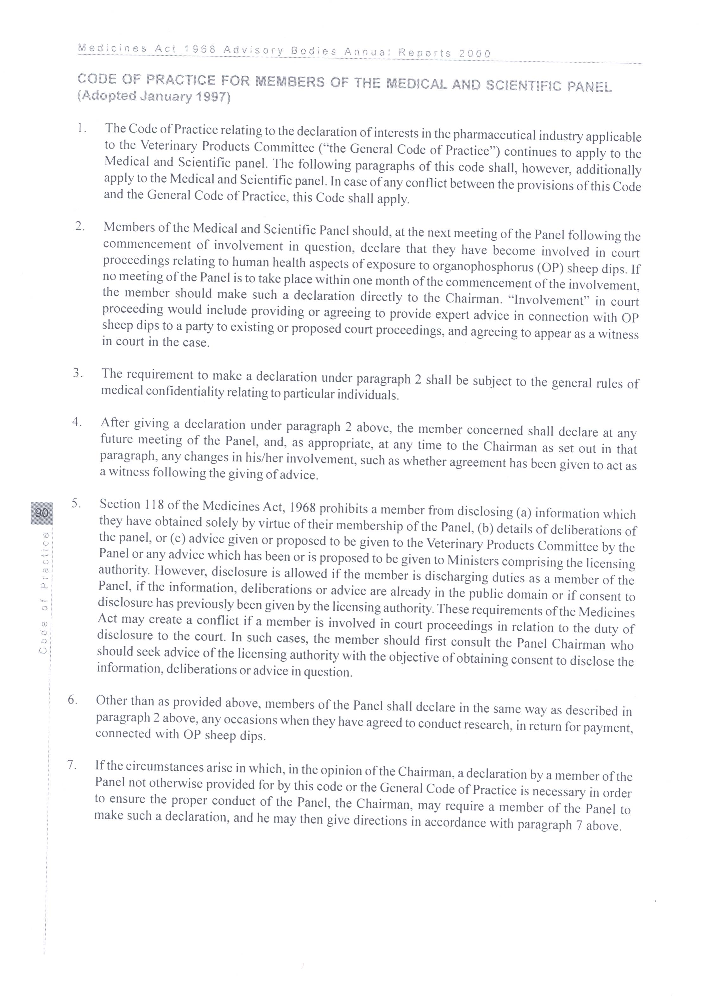 Medicines Act 1968 Advisory Bodies Annual Reports 2000
CODE OF PRACTICE FOR MEMBERS OF THE MEDICAL AND SCIENTIFIC PANEL
(Adopted January 1997)
1. The Code of Practice relating to the declaration of interests in the pharmaceutical industry applicable
to the Veterinary Products Committee (“the General Code of Practice”) continues to apply to the
Medical and Scientific panel. The following paragraphs of this code shall, however, additionally
apply to the Medical and Scientific panel. In case of any conflict between the provisions of this Code
and the General Code of Practice, this Code shall apply.
2. Members of the Medical and Scientific Panel should, at the next meeting of the Panel following the
commencement of involvement in question, declare that they have become involved in court
proceedings relating to human health aspects of exposure to organophosphorus (OP) sheep dips. If
no meeting of the Panel is to take place within one month of the commencement of the involvement,
the member should make such a declaration directly to the Chairman. “Involvement” in court
proceeding would include providing or agreeing to provide expert advice in connection with OP
sheep dips to a party to existing or proposed court proceedings, and agreeing to appear as a witness
in court in the case.
3. The requirement to make a declaration under paragraph 2 shall be subject to the general rules of
medical confidentiality relating to particular individuals.
4. After giving a declaration under paragraph 2 above, the member concerned shall declare at any
future meeting of the Panel, and, as appropriate, at any time to the Chairman as set out in that
paragraph, any changes in his/her involvement, such as whether agreement has been given to act as
a witness following the giving of advice.
5. Section 118 of the Medicines Act, 1968 prohibits a member from disclosing (a) information which
they have obtained solely by virtue of their membership of the Panel, (b) details of deliberations of
the panel, or (c) advice given or proposed to be given to the Veterinary Products Committee by the
Panel or any advice which has been or is proposed to be given to Ministers comprising the licensing
authority. However, disclosure is allowed if the member is discharging duties as a member of the
Panel, if the information, deliberations or advice are already in the public domain or if consent to
disclosure has previously been given by the licensing authority. These requirements of the Medicines
Act may create a conflict if a member is involved in court proceedings in relation to the duty of
disclosure to the court. In such cases, the member should first consult the Panel Chairman who
should seek advice of the licensing authority with the objective of obtaining consent to disclose the
information, deliberations or advice in question.
6. Other than as provided above, members of the Panel shall declare in the same way as described in
paragraph 2 above, any occasions when they have agreed to conduct research, in return for payment,
connected with OP sheep dips.
7. If the circumstances arise in which, in the opinion of the Chairman, a declaration by a member of the
Panel not otherwise provided for by this code or the General Code of Practice is necessary in order
to ensure the proper conduct of the Panel, the Chairman, may require a member of the Panel to
make such a declaration, and he may then give directions in accordance with paragraph 7 above.
90
Code of Practice